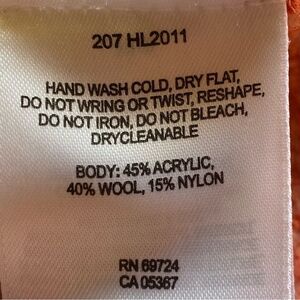 207 HL2011
HAND WASH COLD, DRY FLAT,
DO NOT WRING OR TWIST, RESHAPE,
DO NOT IRON, DO NOT BLEACH,
DRYCLEANABLE
BODY: 45% ACRYLIC,
40% WOOL, 15% NYLON
RN 69724
CA 05367